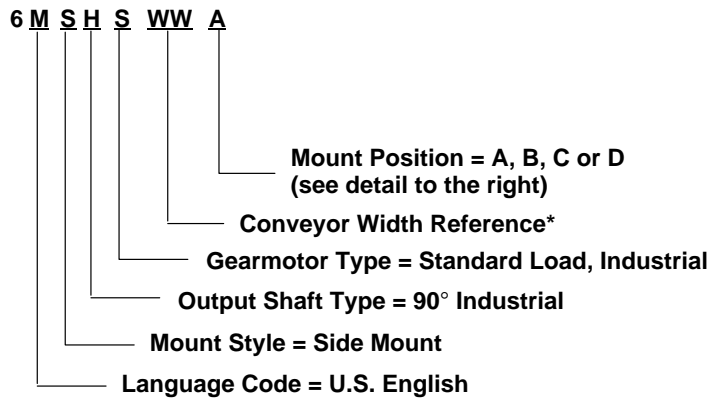 6 M S H S WW A
Mount Position = A, B, C or D
(see detail to the right)
Conveyor Width Reference*
Gearmotor Type = Standard Load, Industrial
Output Shaft Type = 90° Industrial
Mount Style = Side Mount
Language Code = U.S. English